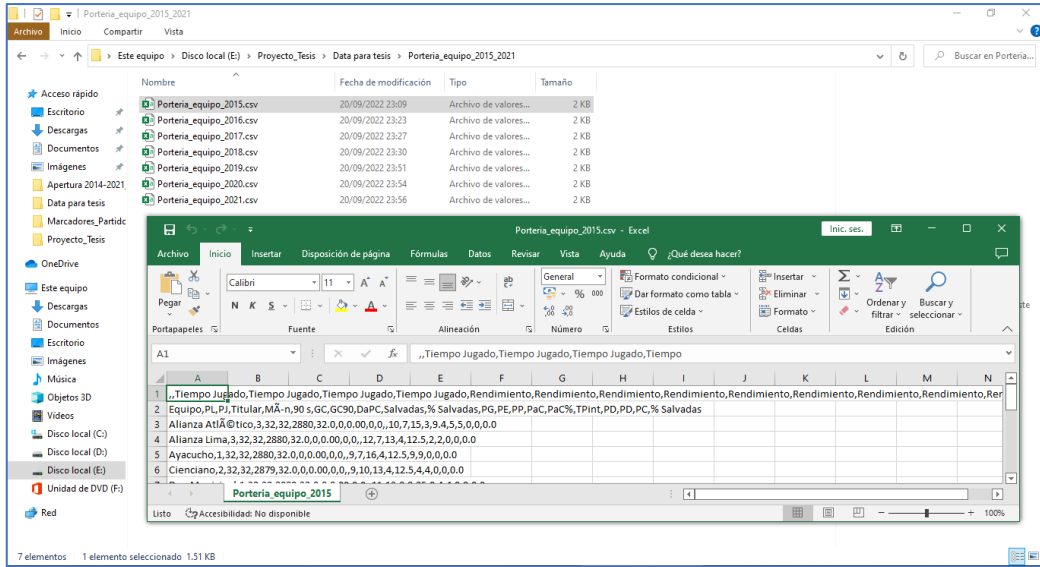 Porteria_equipo_2015_2021
Archivo Inicio Compartir Vista
Este equipo > Disco local (E:) > Proyecto_Tesis > Data para tesis > Porteria_equipo_2015_2021
Buscar en Porteria...
Nombre Fecha de modificación Tipo Tamaño
Acceso rápido
Escritorio
Descargas
Documentos
Imágenes
Apertura 2014-2021
Data para tesis
Marcadores_Partidc
Proyecto_Tesis
OneDrive
Este equipo
Descargas
Documentos
Escritorio
Imágenes
Música
Objetos 3D
Vídeos
Disco local (C:)
Disco local (D:)
Disco local (E:)
Unidad de DVD (F:)
Red
Porteria_equipo_2015.csv 20/09/2022 23:09 Archivo de valores... 2 KB
Porteria_equipo_2016.csv 20/09/2022 23:23 Archivo de valores... 2 KB
Porteria_equipo_2017.csv 20/09/2022 23:27 Archivo de valores... 2 KB
Porteria_equipo_2018.csv 20/09/2022 23:30 Archivo de valores... 2 KB
Porteria_equipo_2019.csv 20/09/2022 23:51 Archivo de valores... 2 KB
Porteria_equipo_2020.csv 20/09/2022 23:54 Archivo de valores... 2 KB
Porteria_equipo_2021.csv 20/09/2022 23:56 Archivo de valores... 2 KB
Porteria_equipo_2015.csv - Excel Inic. ses.
Archivo Inicio Insertar Disposición de página Fórmulas Datos Revisar Vista Ayuda ¿Qué desea hacer?
Pegar
Calibri 11
N K S
General
% 000
Formato condicional
Dar formato como tabla
Estilos de celda
Insertar
Eliminar
Formato
Ordenar y filtrar
Buscar y seleccionar
Portapapeles Fuente Alineación Número Estilos Celdas Edición
A1 fx ,,Tiempo Jugado,Tiempo Jugado,Tiempo Jugado,Tiempo
A B C D E F G H I J K L M N
1 ,,Tiempo Jugado,Tiempo Jugado,Tiempo Jugado,Tiempo Jugado,Rendimiento,Rendimiento,Rendimiento,Rendimiento,Rendimiento,Rendimiento,Rendimiento,Rendimiento,Rer
2 Equipo,PL,PJ,Titular,MÃ-n,90 s,GC,GC90,DaPC,Salvadas,% Salvadas,PG,PE,PP,PaC,PaC%,TPint,PD,PD,PC,% Salvadas
3 Alianza AtlÃ©tico,3,32,32,2880,32.0,0,0.00,0,0,,10,7,15,3,9.4,5,5,0,0,0.0
4 Alianza Lima,3,32,32,2880,32.0,0,0.00,0,0,,12,7,13,4,12.5,2,2,0,0,0.0
5 Ayacucho,1,32,32,2880,32.0,0,0.00,0,0,,9,7,16,4,12.5,9,9,0,0,0.0
6 Cienciano,2,32,32,2879,32.0,0,0.00,0,0,,9,10,13,4,12.5,4,4,0,0,0.0
Porteria_equipo_2015
Listo Accesibilidad: No disponible 100%
7 elementos 1 elemento seleccionado 1.51 KB